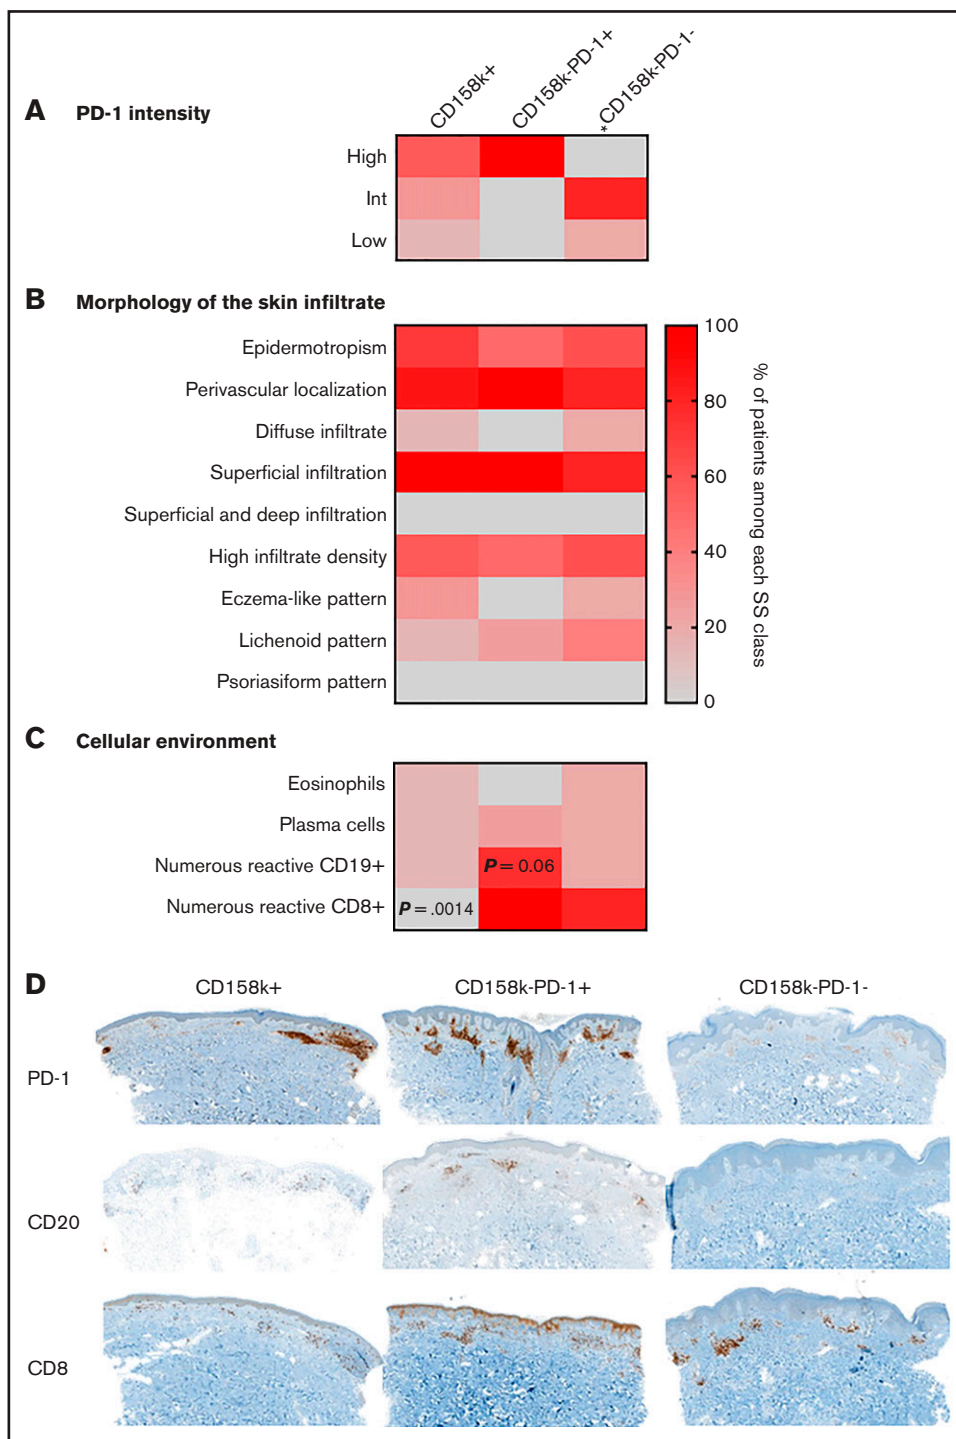 CD158k+
CD158k-PD-1+
*CD158k-PD-1-
A PD-1 intensity
High
Int
Low
B Morphology of the skin infiltrate
Epidermotropism
Perivascular localization
Diffuse infiltrate
Superficial infiltration
Superficial and deep infiltration
High infiltrate density
Eczema-like pattern
Lichenoid pattern
Psoriasiform pattern
100
80
60
40
20
0
% of patients among each SS class
C Cellular environment
Eosinophils
Plasma cells
Numerous reactive CD19+
P = 0.06
Numerous reactive CD8+
P = .0014
D CD158k+ CD158k-PD-1+ CD158k-PD-1-
PD-1
CD20
CD8